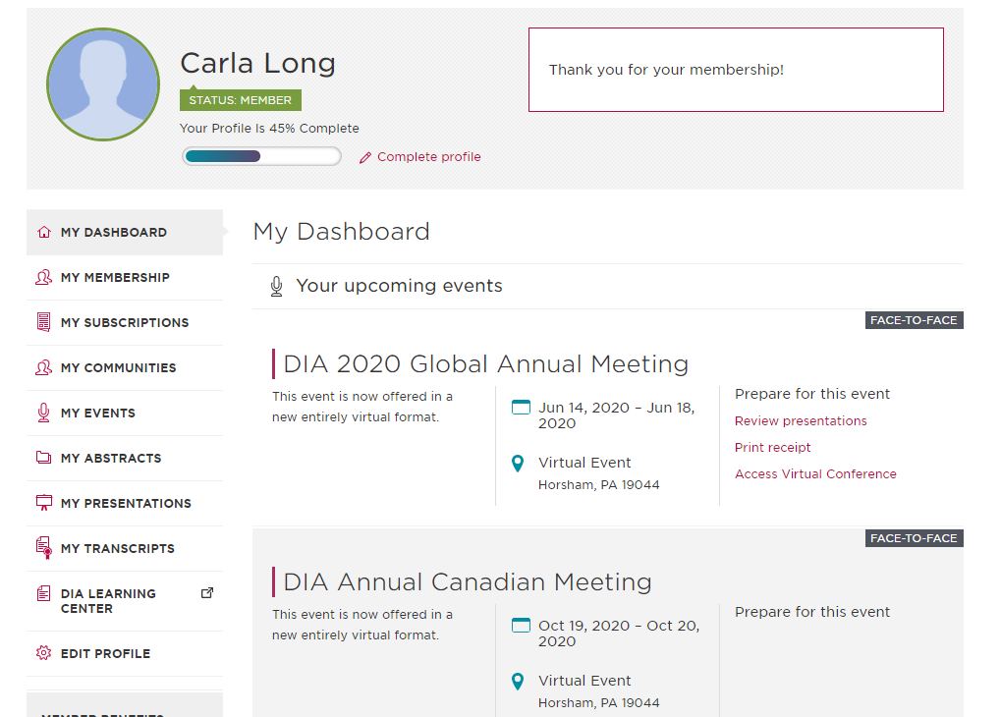 Carla Long
STATUS: MEMBER
Your Profile Is 45% Complete
Complete profile
Thank you for your membership!
MY DASHBOARD
MY MEMBERSHIP
MY SUBSCRIPTIONS
MY COMMUNITIES
MY EVENTS
MY ABSTRACTS
MY PRESENTATIONS
MY TRANSCRIPTS
DIA LEARNING
CENTER
EDIT PROFILE
MEMBER BENEFITS
My Dashboard
Your upcoming events
FACE-TO-FACE
DIA 2020 Global Annual Meeting
This event is now offered in a
new entirely virtual format.
Jun 14, 2020 – Jun 18,
2020
Virtual Event
Horsham, PA 19044
Prepare for this event
Review presentations
Print receipt
Access Virtual Conference
FACE-TO-FACE
DIA Annual Canadian Meeting
This event is now offered in a
new entirely virtual format.
Oct 19, 2020 – Oct 20,
2020
Virtual Event
Horsham, PA 19044
Prepare for this event